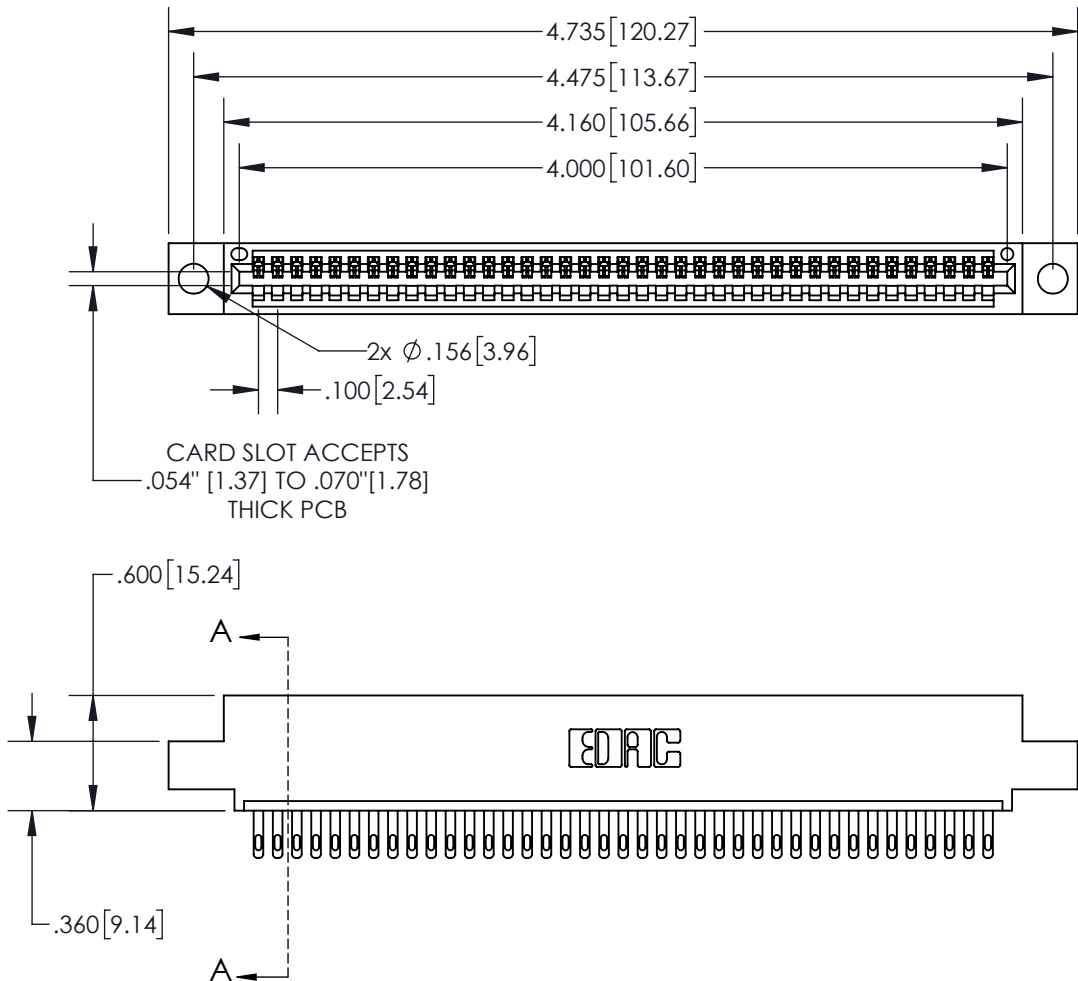 4.735[120.27]
4.475[113.67]
4.160[105.66]
4.000[101.60]
2x Ø.156[3.96]
.100[2.54]
CARD SLOT ACCEPTS
.054" [1.37] TO .070"[1.78]
THICK PCB
.600[15.24]
A
EDAC
.360[9.14]
A